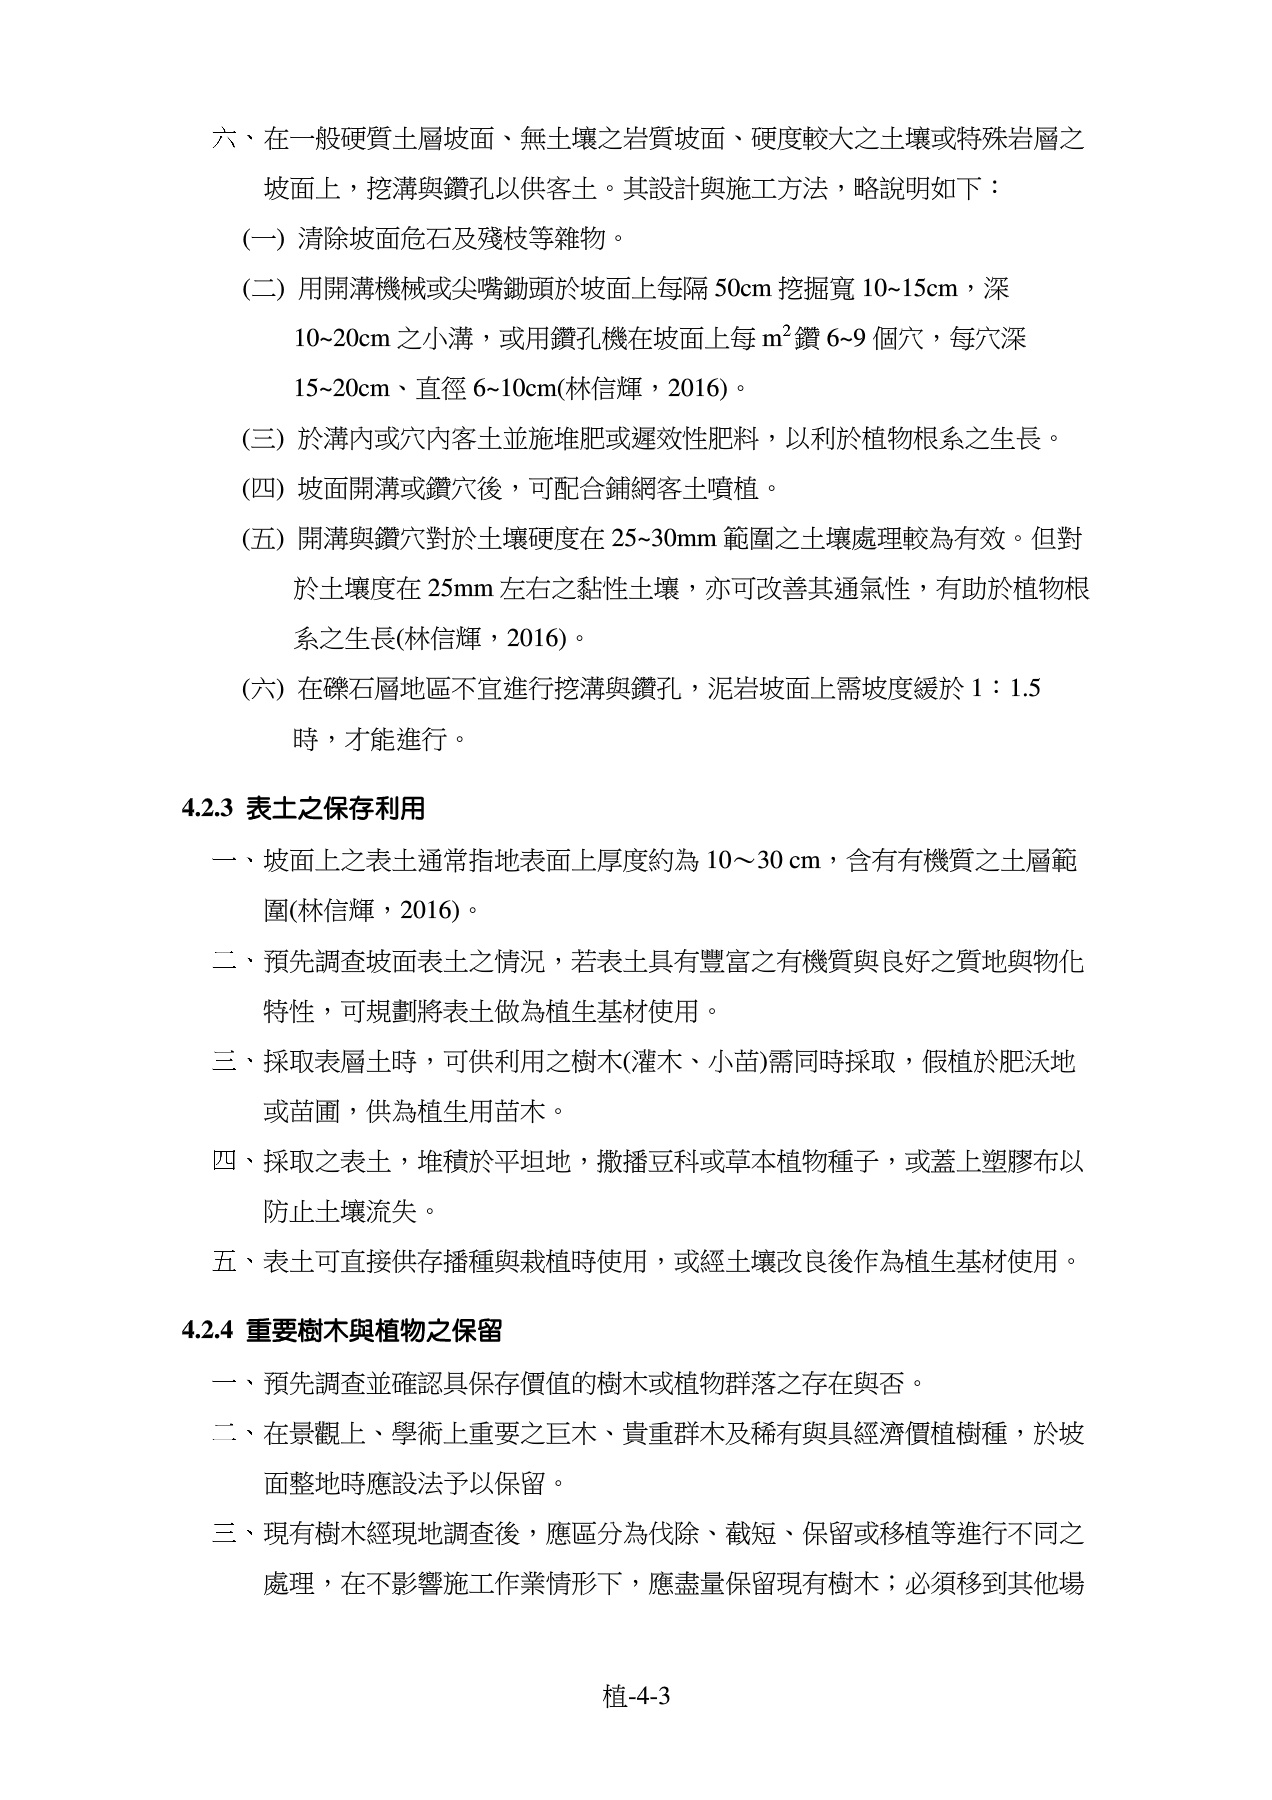 六、在一般硬質土層坡面、無土壤之岩質坡面、硬度較大之土壤或特殊岩層之
坡面上，挖溝與鑽孔以供客土。其設計與施工方法，略說明如下：
(一) 清除坡面危石及殘枝等雜物。
(二) 用開溝機械或尖嘴鋤頭於坡面上每隔 50cm 挖掘寬 10~15cm，深
10~20cm 之小溝，或用鑽孔機在坡面上每 m²鑽 6~9 個穴，每穴深
15~20cm、直徑 6~10cm(林信輝，2016)。
(三) 於溝內或穴內客土並施堆肥或遲效性肥料，以利於植物根系之生長。
(四) 坡面開溝或鑽穴後，可配合鋪網客土噴植。
(五) 開溝與鑽穴對於土壤硬度在 25~30mm 範圍之土壤處理較為有效。但對
於土壤度在 25mm 左右之黏性土壤，亦可改善其通氣性，有助於植物根
系之生長(林信輝，2016)。
(六) 在礫石層地區不宜進行挖溝與鑽孔，泥岩坡面上需坡度緩於 1：1.5
時，才能進行。
4.2.3 表土之保存利用
一、坡面上之表土通常指地表面上厚度約為 10～30 cm，含有有機質之土層範
圍(林信輝，2016)。
二、預先調查坡面表土之情況，若表土具有豐富之有機質與良好之質地與物化
特性，可規劃將表土做為植生基材使用。
三、採取表層土時，可供利用之樹木(灌木、小苗)需同時採取，假植於肥沃地
或苗圃，供為植生用苗木。
四、採取之表土，堆積於平坦地，撒播豆科或草本植物種子，或蓋上塑膠布以
防止土壤流失。
五、表土可直接供存播種與栽植時使用，或經土壤改良後作為植生基材使用。
4.2.4 重要樹木與植物之保留
一、預先調查並確認具保存價值的樹木或植物群落之存在與否。
二、在景觀上、學術上重要之巨木、貴重群木及稀有與具經濟價植樹種，於坡
面整地時應設法予以保留。
三、現有樹木經現地調查後，應區分為伐除、截短、保留或移植等進行不同之
處理，在不影響施工作業情形下，應盡量保留現有樹木；必須移到其他場
植-4-3